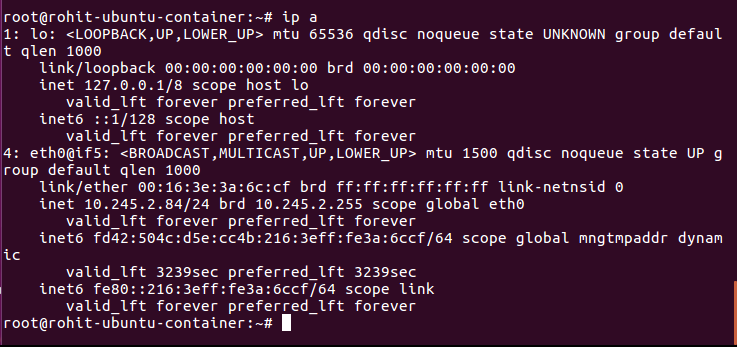 root@rohit-ubuntu-container:~# ip a
1: lo: <LOOPBACK,UP,LOWER_UP> mtu 65536 qdisc noqueue state UNKNOWN group defaul
t qlen 1000
    link/loopback 00:00:00:00:00:00 brd 00:00:00:00:00:00
    inet 127.0.0.1/8 scope host lo
       valid_lft forever preferred_lft forever
    inet6 ::1/128 scope host
       valid_lft forever preferred_lft forever
4: eth0@if5: <BROADCAST,MULTICAST,UP,LOWER_UP> mtu 1500 qdisc noqueue state UP g
roup default qlen 1000
    link/ether 00:16:3e:3a:6c:cf brd ff:ff:ff:ff:ff:ff link-netnsid 0
    inet 10.245.2.84/24 brd 10.245.2.255 scope global eth0
       valid_lft forever preferred_lft forever
    inet6 fd42:504c:d5e:cc4b:216:3eff:fe3a:6ccf/64 scope global mngtmpaddr dynam
ic
       valid_lft 3239sec preferred_lft 3239sec
    inet6 fe80::216:3eff:fe3a:6ccf/64 scope link
       valid_lft forever preferred_lft forever
root@rohit-ubuntu-container:~#